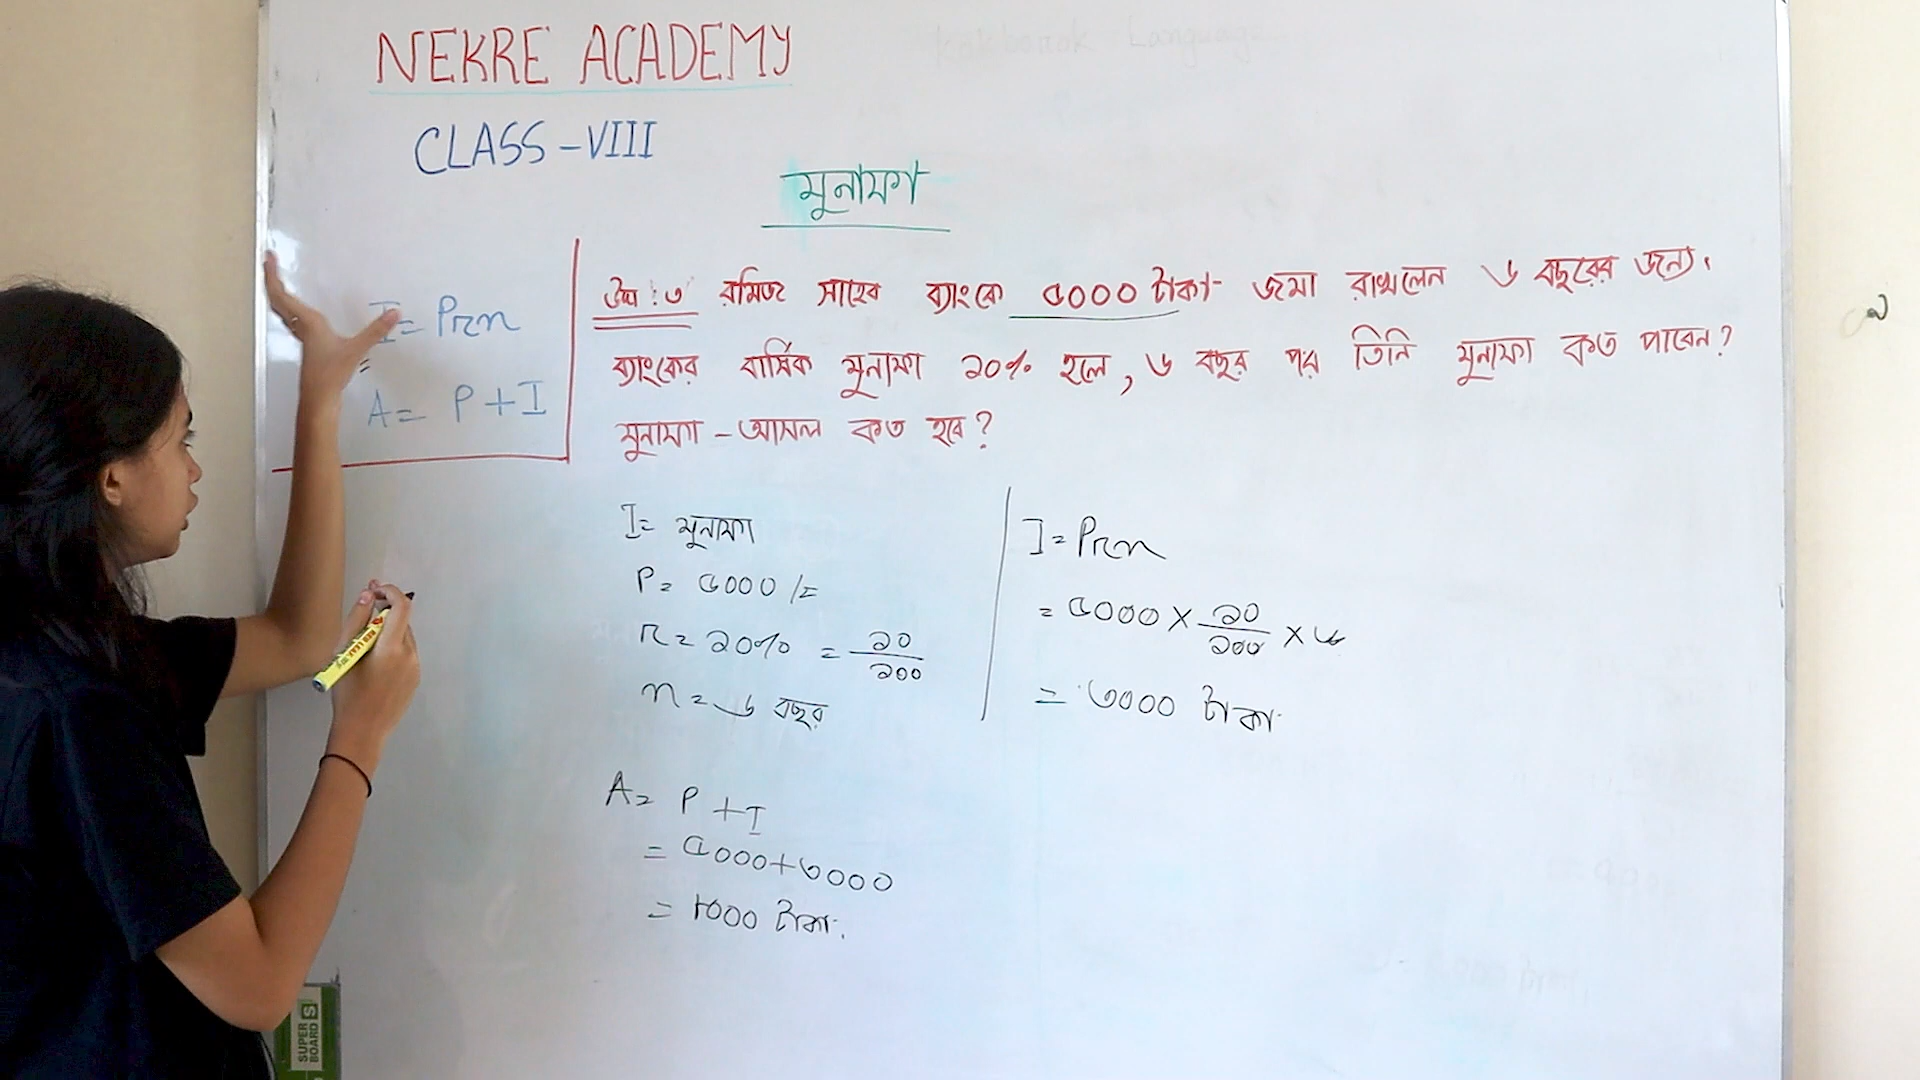 NEKRE ACADEMY
CLASS-VIII
মুনাফা
I = Prn
A = P + I
উদা : ৩ রমিজ সাহেব ব্যাংকে ৫০০০ টাকা জমা রাখলেন ৬ বছরের জন্য।
ব্যাংকের বার্ষিক মুনাফা ১০% হলে, ৬ বছর পর তিনি মুনাফা কত পাবেন?
মুনাফা - আসল কত হবে?
I = মুনাফা
P = ৫০০০/=
r = ১০% = ১০/১০০
n = ৬ বছর
I = Prn
= ৫০০০ × ১০/১০০ × ৬
= ৩০০০ টাকা
A = P + I
= ৫০০০+৩০০০
= ৮০০০ টাকা.
SUPER BOARD S